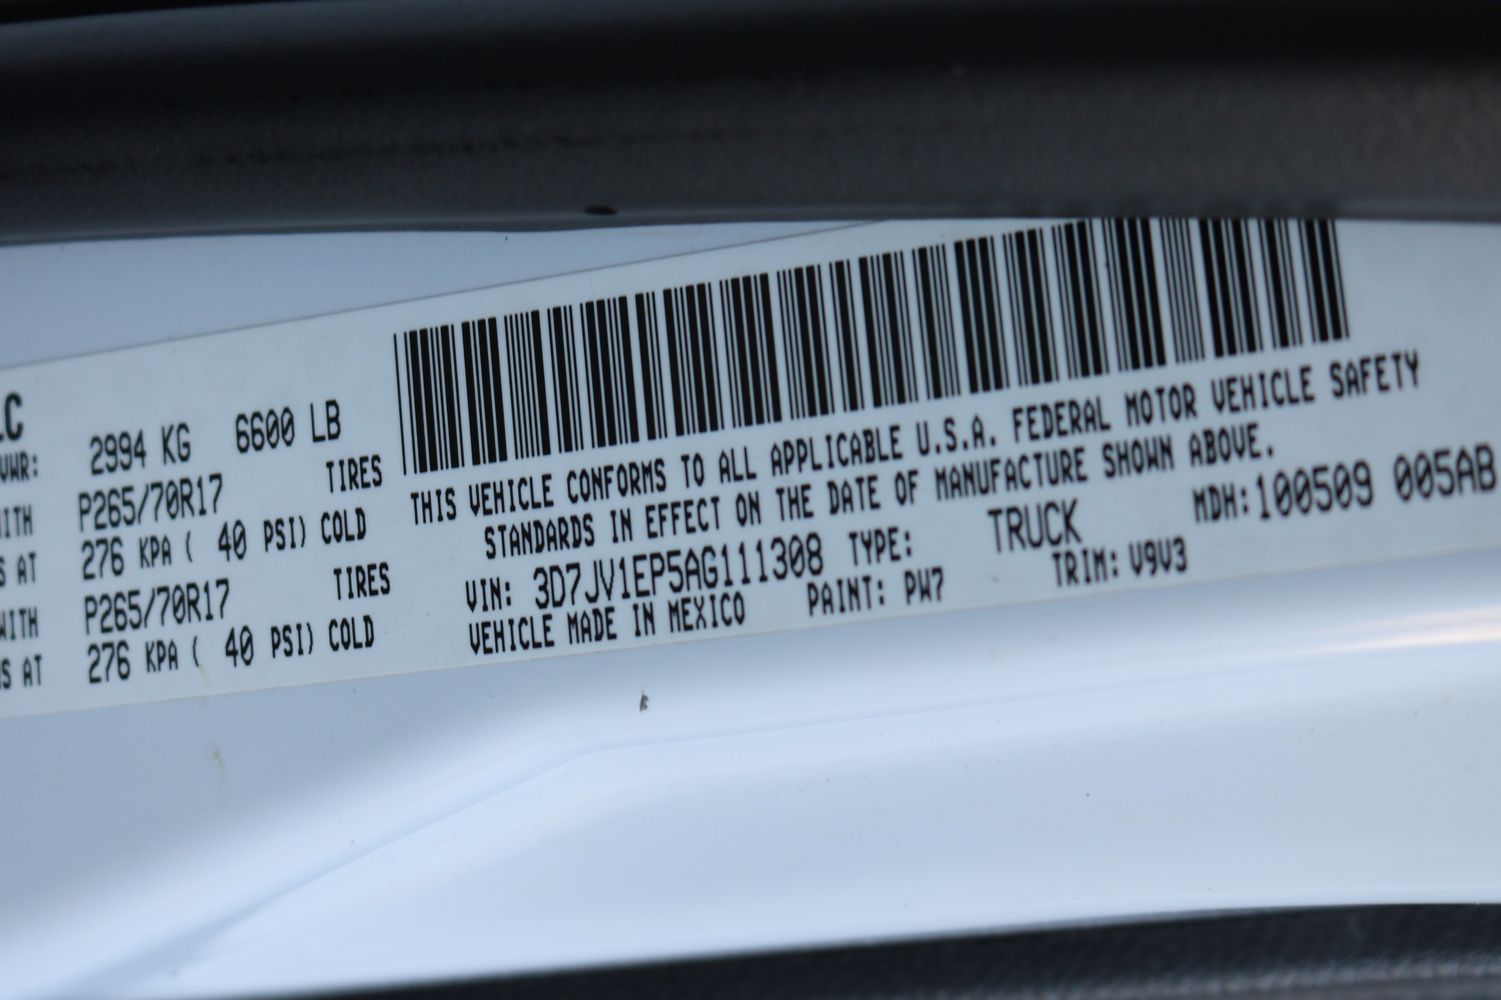 LC
VWR: 2994 KG 6600 LB
WITH P265/70R17 TIRES
S AT 276 KPA ( 40 PSI) COLD
WITH P265/70R17 TIRES
S AT 276 KPA ( 40 PSI) COLD
THIS VEHICLE CONFORMS TO ALL APPLICABLE U.S.A. FEDERAL MOTOR VEHICLE SAFETY
STANDARDS IN EFFECT ON THE DATE OF MANUFACTURE SHOWN ABOVE.
VIN: 3D7JV1EP5AG111308 TYPE: TRUCK MDH: 100509 005AB
VEHICLE MADE IN MEXICO PAINT: PW7 TRIM: V9V3